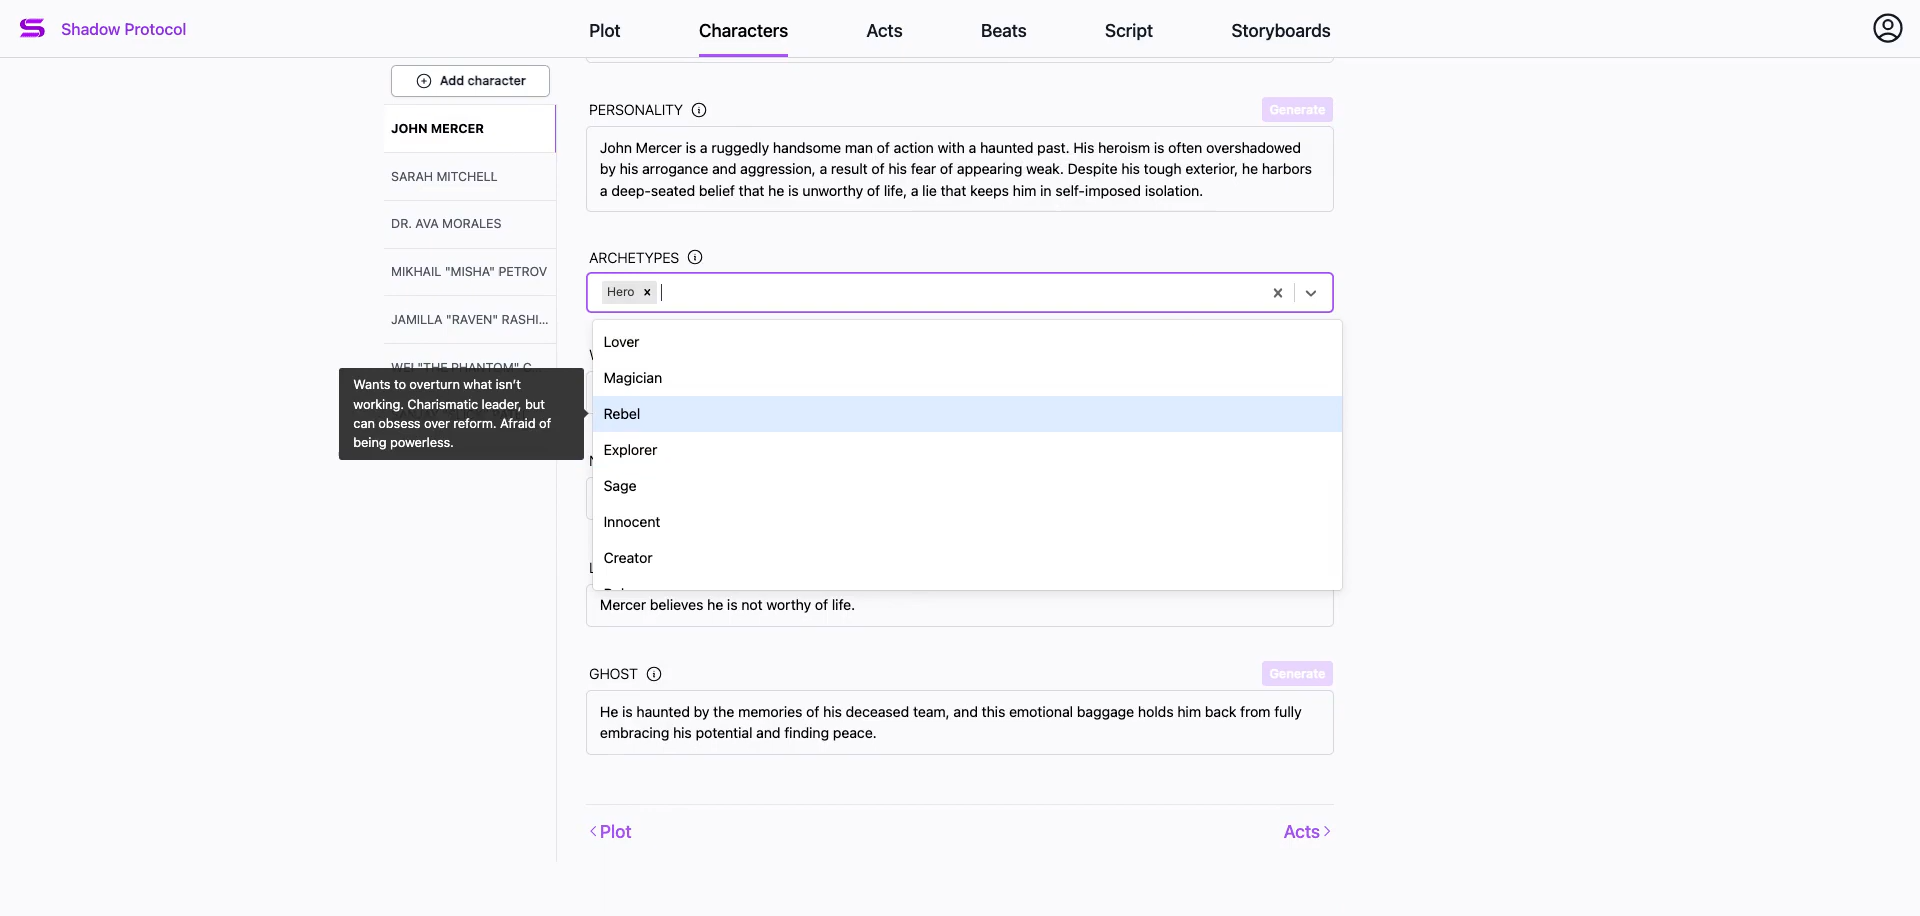 Shadow Protocol
Plot
Characters
Acts
Beats
Script
Storyboards
Add character
JOHN MERCER
SARAH MITCHELL
DR. AVA MORALES
MIKHAIL "MISHA" PETROV
JAMILLA "RAVEN" RASHI...
WEI "THE PHANTOM" C...
Wants to overturn what isn't
working. Charismatic leader, but
can obsess over reform. Afraid of
being powerless.
PERSONALITY
Generate
John Mercer is a ruggedly handsome man of action with a haunted past. His heroism is often overshadowed
by his arrogance and aggression, a result of his fear of appearing weak. Despite his tough exterior, he harbors
a deep-seated belief that he is unworthy of life, a lie that keeps him in self-imposed isolation.
ARCHETYPES
Hero
Lover
Magician
Rebel
Explorer
Sage
Innocent
Creator
Mercer believes he is not worthy of life.
GHOST
Generate
He is haunted by the memories of his deceased team, and this emotional baggage holds him back from fully
embracing his potential and finding peace.
Plot
Acts